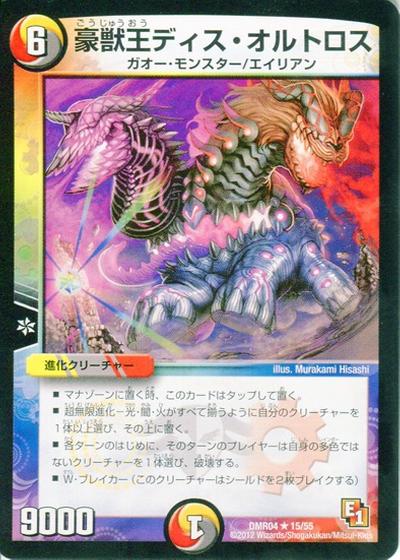 6
ごうじゅうおう
豪獣王ディス・オルトロス
ガオー・モンスター/エイリアン
illus. Murakami Hisashi
進化クリーチャー
■ マナゾーンに置く時、このカードはタップして置く。
■ 超無限進化－光・闇・火がすべて揃うように自分のクリーチャーを
1体以上選び、その上に置く。
■ 各ターンのはじめに、そのターンのプレイヤーは自身の多色では
ないクリーチャーを1体選び、破壊する。
■ W・ブレイカー(このクリーチャーはシールドを2枚ブレイクする)
9000
1
DMR04 ★ 15/55
©2012 Wizards/Shogakukan/Mitsui-Kids
E1